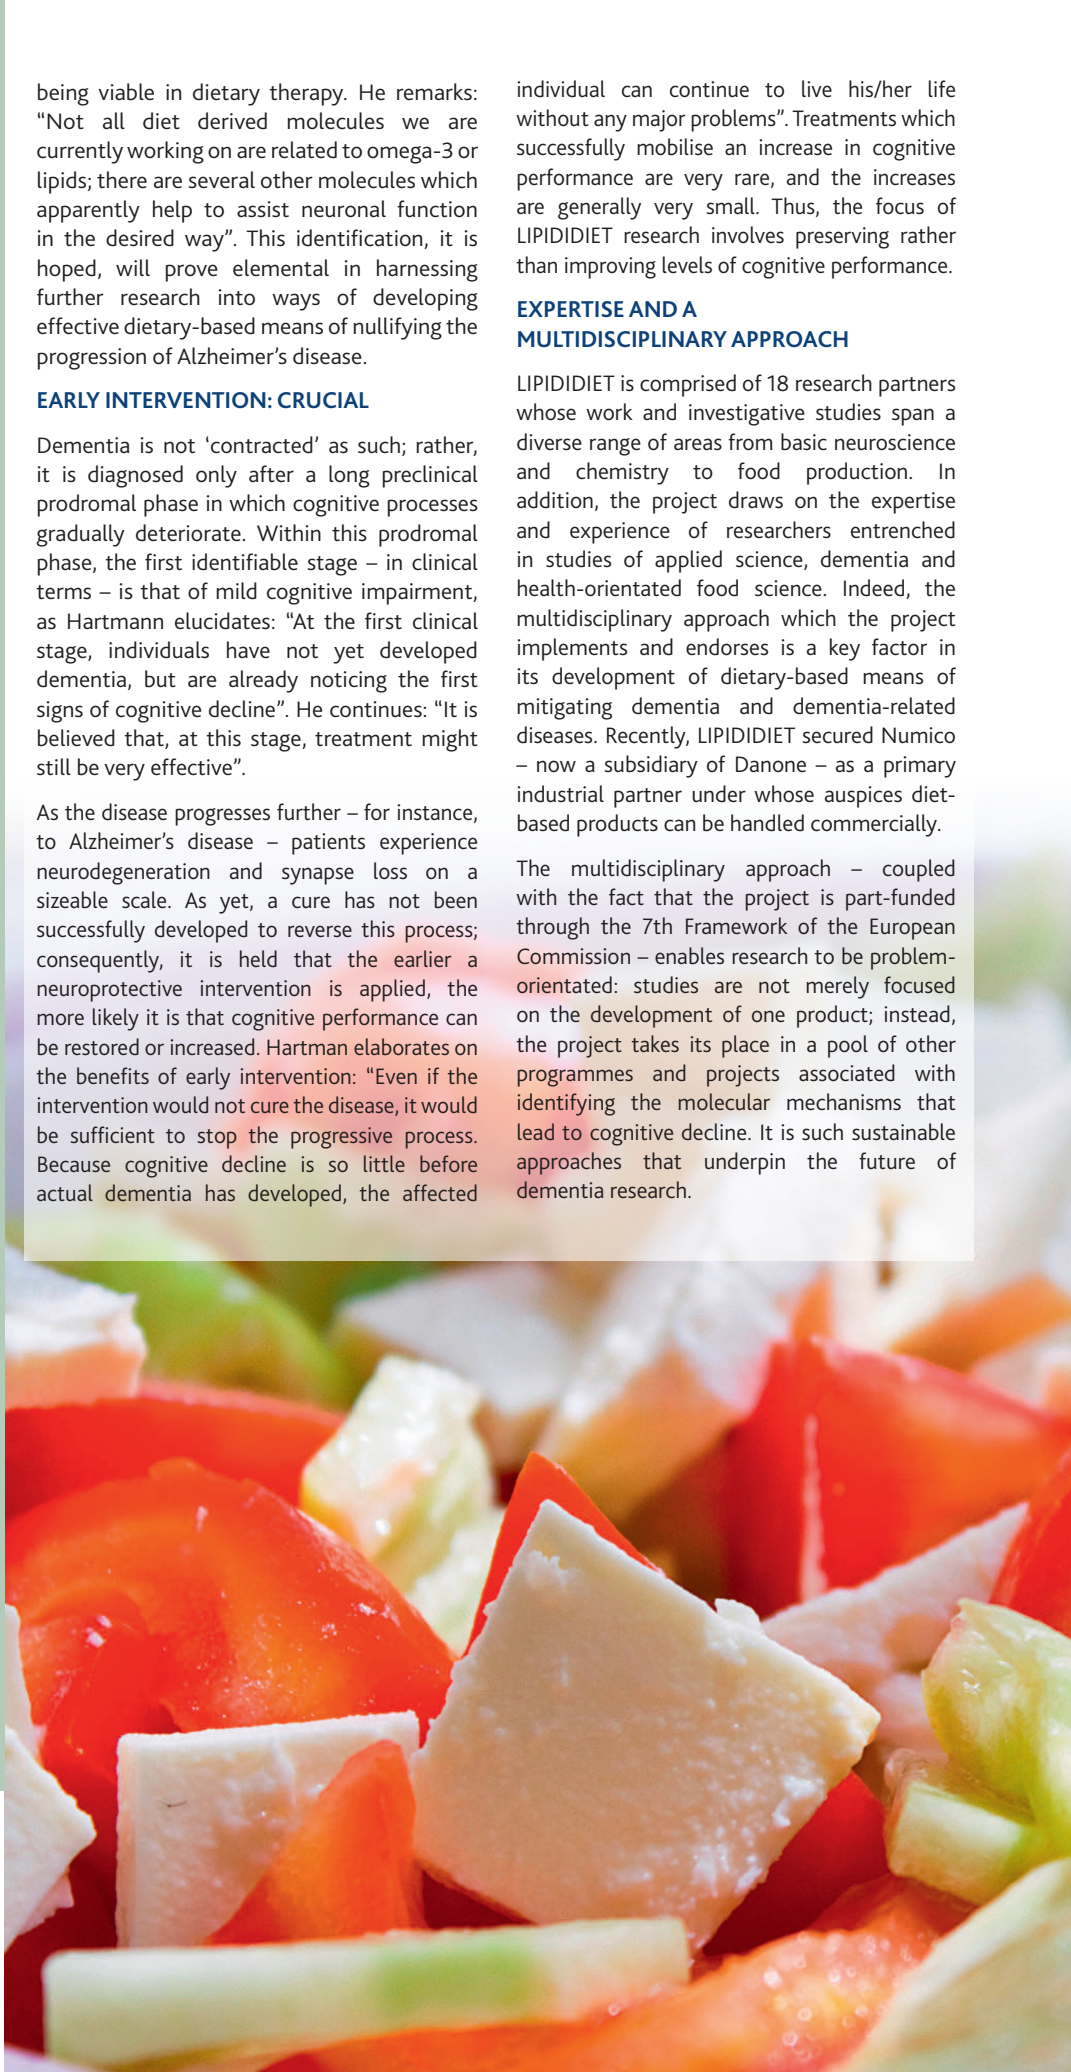 being viable in dietary therapy. He remarks:
“Not all diet derived molecules we are
currently working on are related to omega-3 or
lipids; there are several other molecules which
apparently help to assist neuronal function
in the desired way”. This identification, it is
hoped, will prove elemental in harnessing
further research into ways of developing
effective dietary-based means of nullifying the
progression of Alzheimer’s disease.
EARLY INTERVENTION: CRUCIAL
Dementia is not ‘contracted’ as such; rather,
it is diagnosed only after a long preclinical
prodromal phase in which cognitive processes
gradually deteriorate. Within this prodromal
phase, the first identifiable stage – in clinical
terms – is that of mild cognitive impairment,
as Hartmann elucidates: “At the first clinical
stage, individuals have not yet developed
dementia, but are already noticing the first
signs of cognitive decline”. He continues: “It is
believed that, at this stage, treatment might
still be very effective”.
As the disease progresses further – for instance,
to Alzheimer’s disease – patients experience
neurodegeneration and synapse loss on a
sizeable scale. As yet, a cure has not been
successfully developed to reverse this process;
consequently, it is held that the earlier a
neuroprotective intervention is applied, the
more likely it is that cognitive performance can
be restored or increased. Hartman elaborates on
the benefits of early intervention: “Even if the
intervention would not cure the disease, it would
be sufficient to stop the progressive process.
Because cognitive decline is so little before
actual dementia has developed, the affected
individual can continue to live his/her life
without any major problems”. Treatments which
successfully mobilise an increase in cognitive
performance are very rare, and the increases
are generally very small. Thus, the focus of
LIPIDIDIET research involves preserving rather
than improving levels of cognitive performance.
EXPERTISE AND A
MULTIDISCIPLINARY APPROACH
LIPIDIDIET is comprised of 18 research partners
whose work and investigative studies span a
diverse range of areas from basic neuroscience
and chemistry to food production. In
addition, the project draws on the expertise
and experience of researchers entrenched
in studies of applied science, dementia and
health-orientated food science. Indeed, the
multidisciplinary approach which the project
implements and endorses is a key factor in
its development of dietary-based means of
mitigating dementia and dementia-related
diseases. Recently, LIPIDIDIET secured Numico
– now a subsidiary of Danone – as a primary
industrial partner under whose auspices diet-
based products can be handled commercially.
The multidisciplinary approach – coupled
with the fact that the project is part-funded
through the 7th Framework of the European
Commission – enables research to be problem-
orientated: studies are not merely focused
on the development of one product; instead,
the project takes its place in a pool of other
programmes and projects associated with
identifying the molecular mechanisms that
lead to cognitive decline. It is such sustainable
approaches that underpin the future of
dementia research.